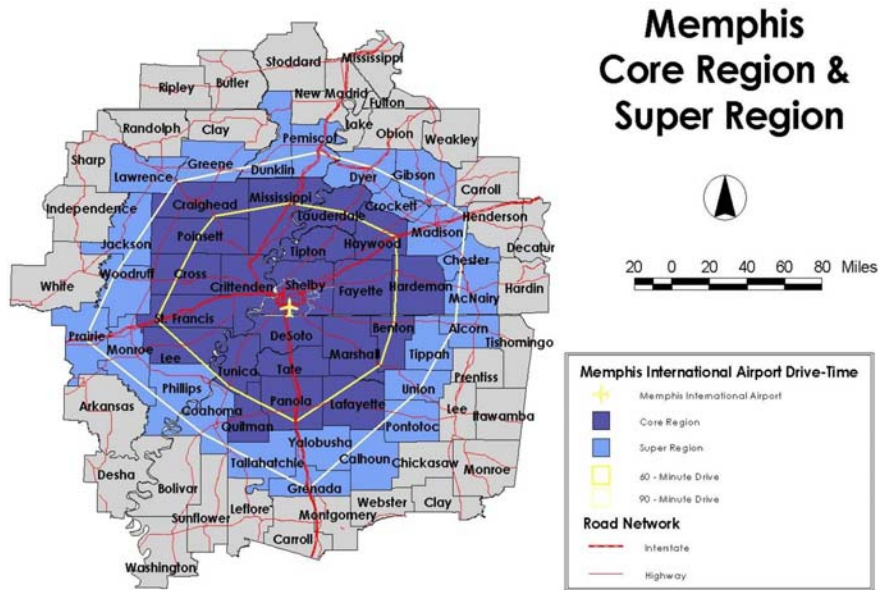 Memphis
Core Region &
Super Region
20 0 20 40 60 80 Miles
Stoddard
Mississippi
Butler
Ripley
New Madrid
Fulton
Lake
Obion
Randolph
Clay
Weakley
Pemiscot
Sharp
Greene
Dunklin
Dyer
Gibson
Lawrence
Carroll
Mississippi
Crockett
Independence
Craighead
Lauderdale
Henderson
Poinsett
Madison
Jackson
Haywood
Tipton
Decatur
Woodruff
Cross
Chester
White
Crittenden
Shelby
Fayette
Hardeman
Hardin
McNairy
St. Francis
Benton
Alcorn
Prairie
DeSoto
Tishomingo
Monroe
Lee
Marshall
Tippah
Tunica
Tate
Prentiss
Phillips
Union
Arkansas
Panola
Lafayette
Lee
Itawamba
Coahoma
Quitman
Pontotoc
Yalobusha
Tallahatchie
Calhoun
Chickasaw
Monroe
Desha
Bolivar
Grenada
Webster
Clay
Sunflower
Leflore
Montgomery
Carroll
Washington
Memphis International Airport Drive-Time
Memphis International Airport
Core Region
Super Region
60 - Minute Drive
90 - Minute Drive
Road Network
Interstate
Highway